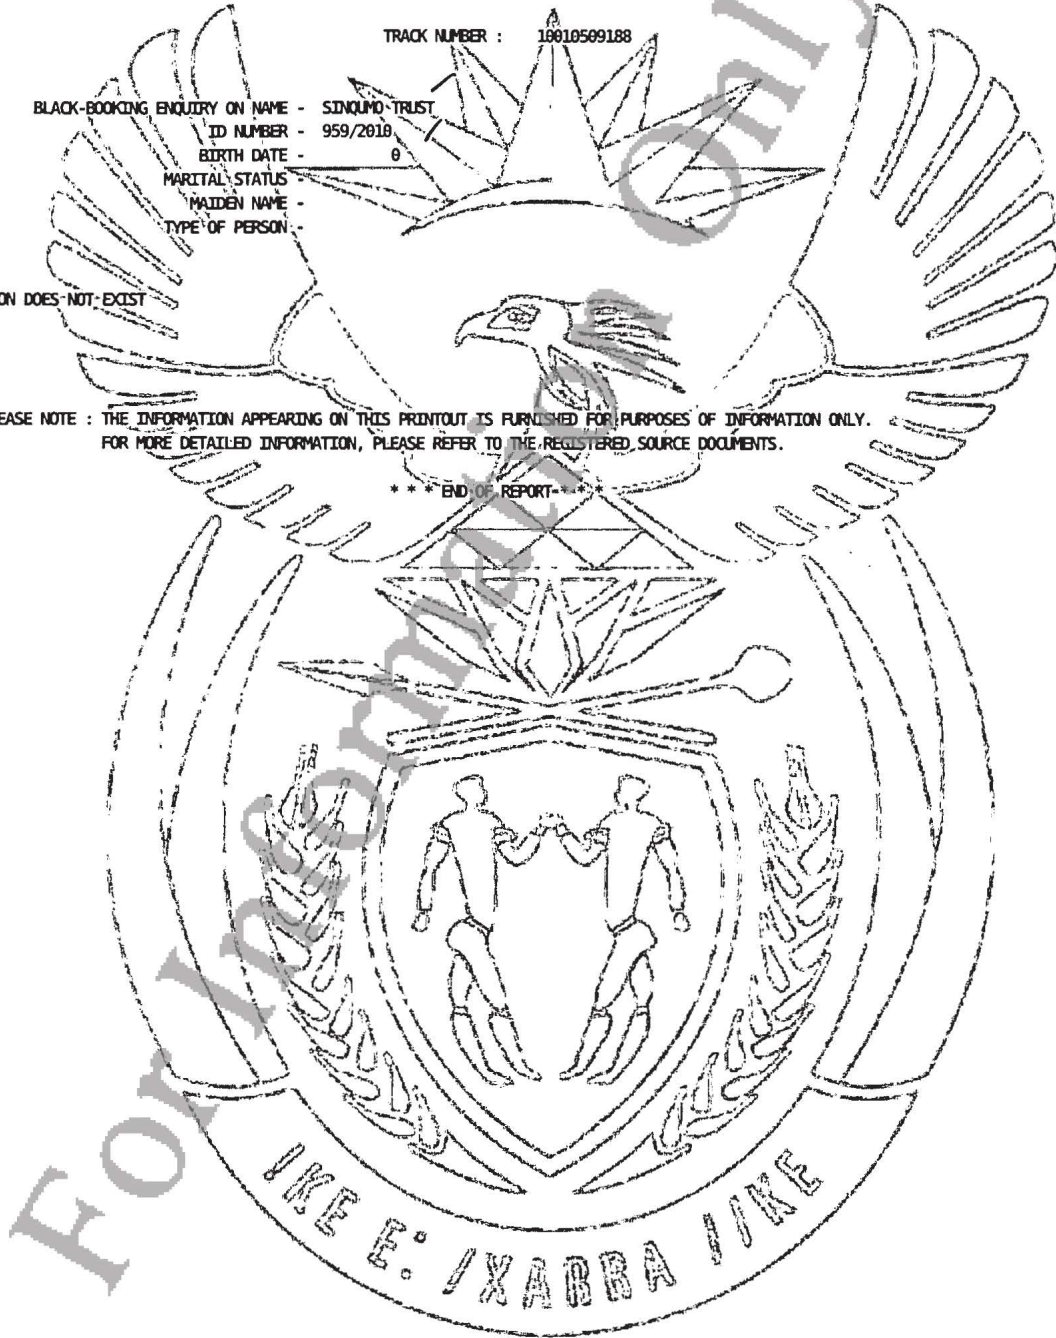 TRACK NUMBER : 10010509188
BLACK-BOOKING ENQUIRY ON NAME - SINQUMO TRUST
ID NUMBER - 959/2010
BIRTH DATE - 0
MARITAL STATUS -
MAIDEN NAME -
TYPE OF PERSON -
ON DOES NOT EXIST
EASE NOTE : THE INFORMATION APPEARING ON THIS PRINTOUT IS FURNISHED FOR PURPOSES OF INFORMATION ONLY.
FOR MORE DETAILED INFORMATION, PLEASE REFER TO THE REGISTERED SOURCE DOCUMENTS.
* * * END OF REPORT * * *
For Information Only
!KE E: /XARRA //KE